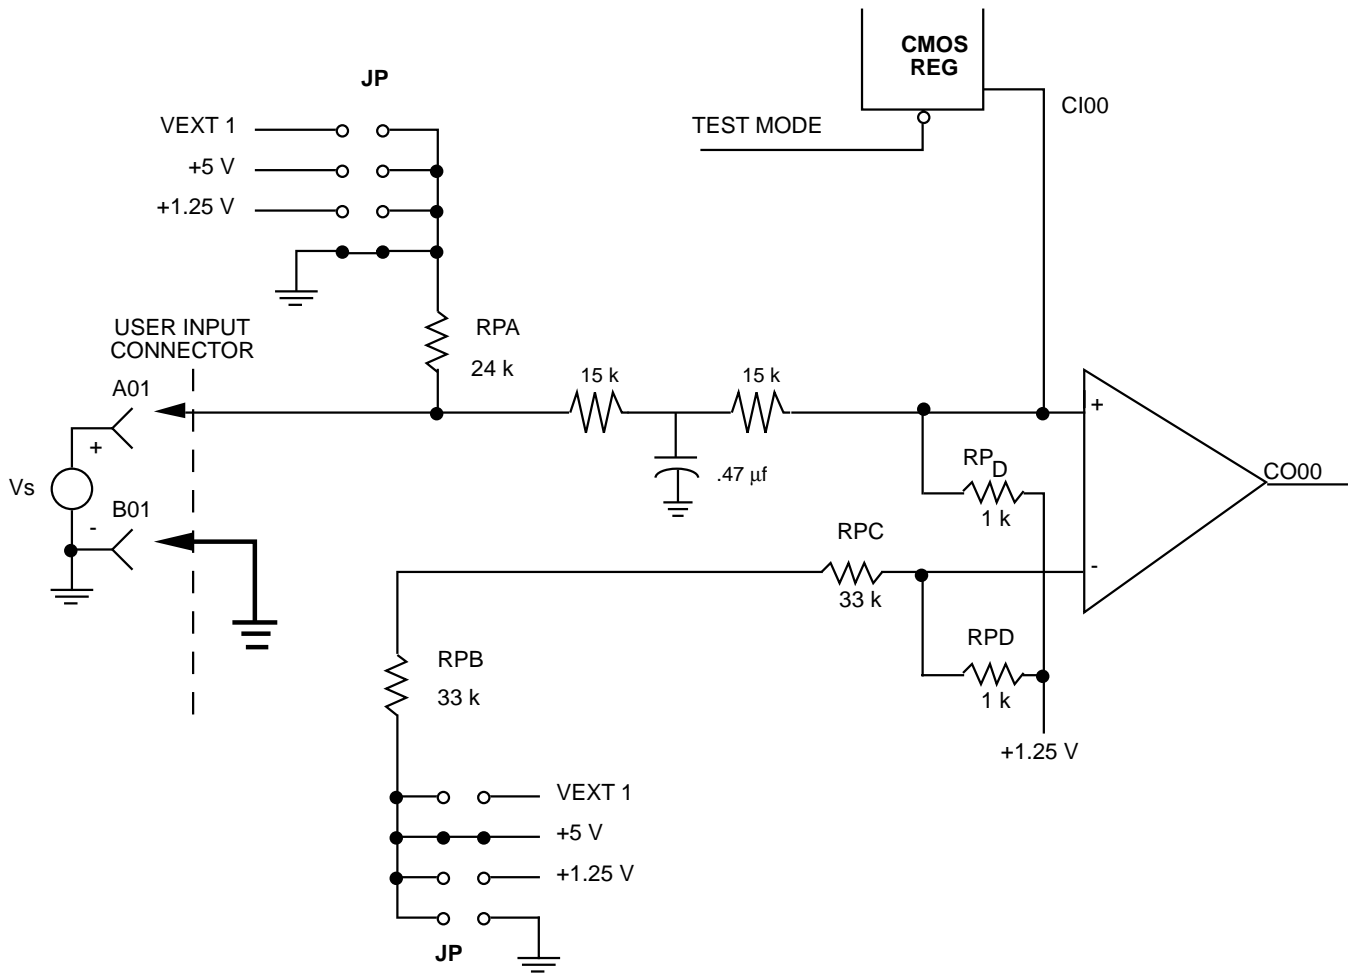 CMOS
REG
JP
VEXT 1
TEST MODE
CI00
+5 V
+1.25 V
USER INPUT
CONNECTOR
RPA
24 k
A01
15 k
15 k
+
+
Vs
.47 µf
RPD
CO00
1 k
B01
-
RPC
33 k
-
RPD
1 k
RPB
33 k
+1.25 V
VEXT 1
+5 V
+1.25 V
JP